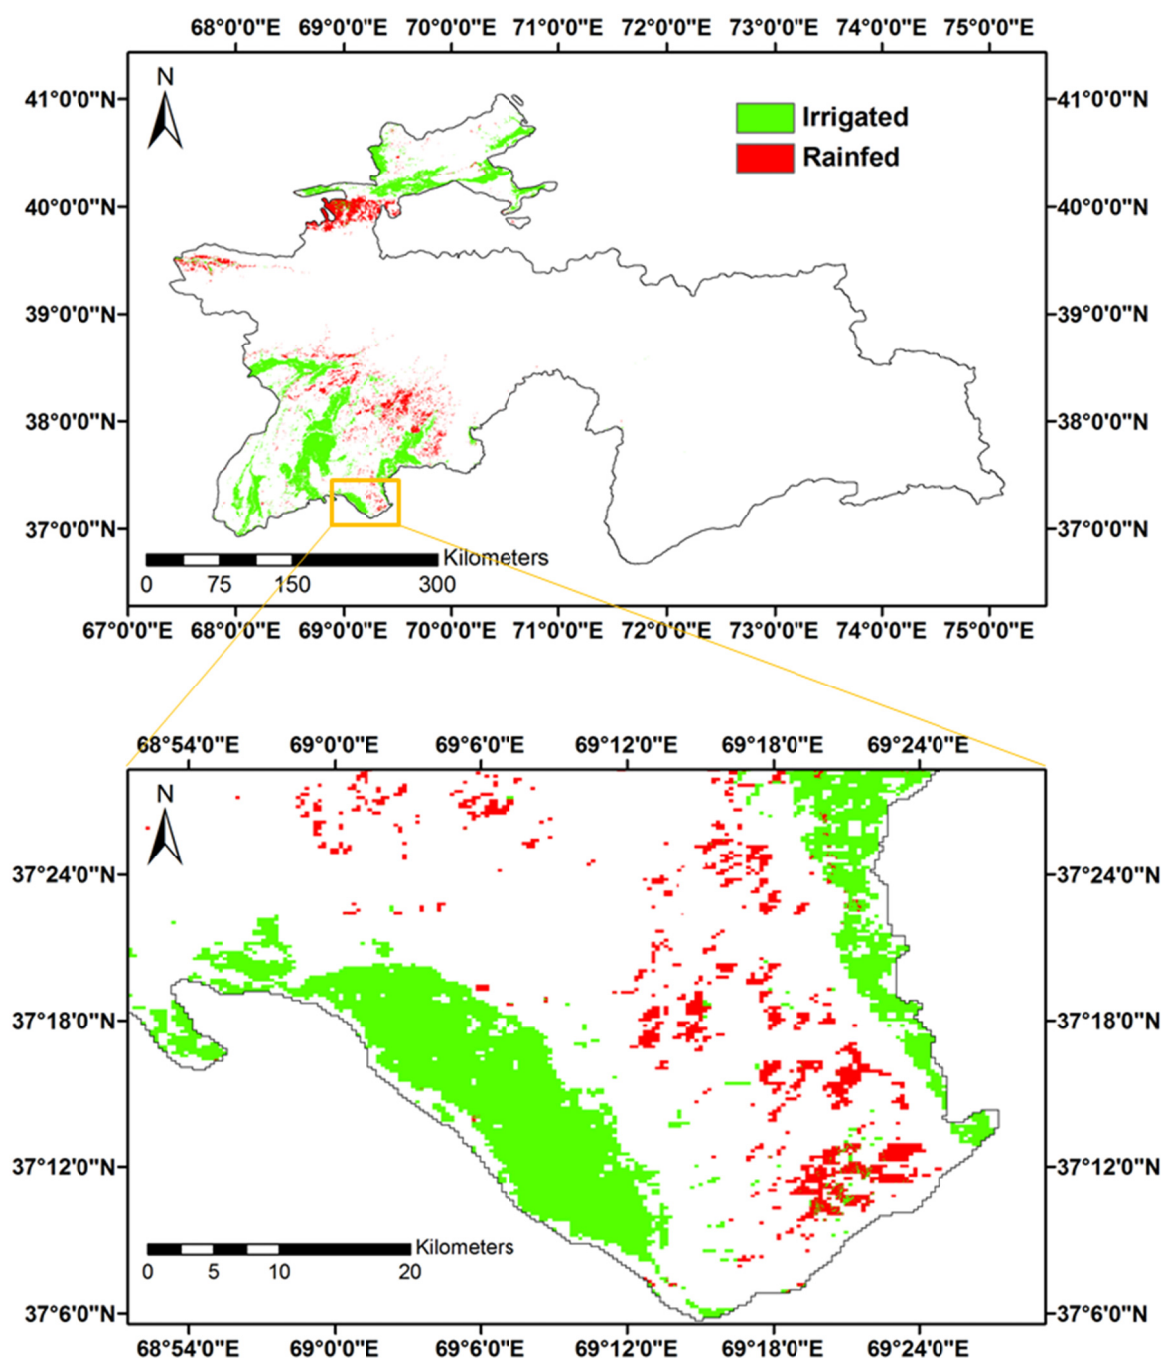 68°0'0"E 69°0'0"E 70°0'0"E 71°0'0"E 72°0'0"E 73°0'0"E 74°0'0"E 75°0'0"E
N
41°0'0"N 41°0'0"N
Irrigated
Rainfed
40°0'0"N 40°0'0"N
39°0'0"N 39°0'0"N
38°0'0"N 38°0'0"N
37°0'0"N 37°0'0"N
Kilometers
0 75 150 300
67°0'0"E 68°0'0"E 69°0'0"E 70°0'0"E 71°0'0"E 72°0'0"E 73°0'0"E 74°0'0"E 75°0'0"E
68°54'0"E 69°0'0"E 69°6'0"E 69°12'0"E 69°18'0"E 69°24'0"E
N
37°24'0"N 37°24'0"N
37°18'0"N 37°18'0"N
37°12'0"N 37°12'0"N
Kilometers
0 5 10 20
37°6'0"N 37°6'0"N
68°54'0"E 69°0'0"E 69°6'0"E 69°12'0"E 69°18'0"E 69°24'0"E